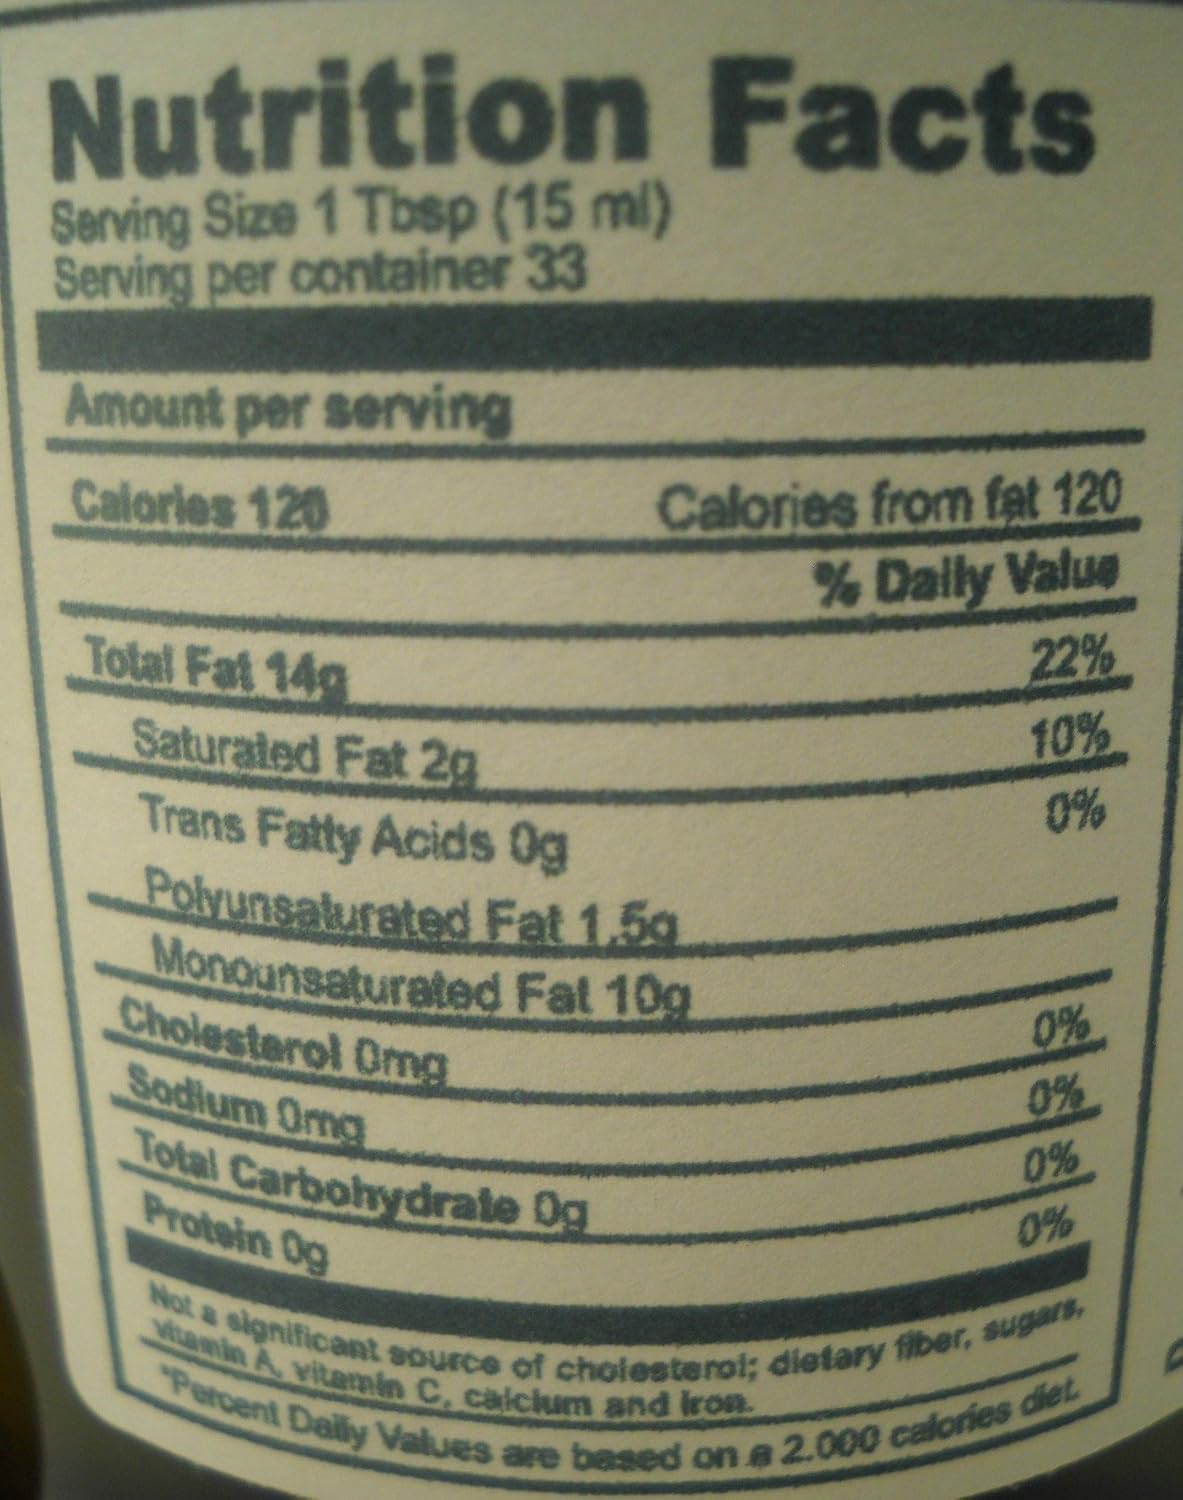 Nutrition Facts
Serving Size 1 Tbsp (15 ml)
Serving per container 33
Amount per serving
Calories 120 Calories from fat 120
% Daily Value
Total Fat 14g 22%
Saturated Fat 2g 10%
Trans Fatty Acids 0g 0%
Polyunsaturated Fat 1.5g
Monounsaturated Fat 10g
Cholesterol 0mg 0%
Sodium 0mg 0%
Total Carbohydrate 0g 0%
Protein 0g 0%
Not a significant source of cholesterol; dietary fiber, sugars,
vitamin A, vitamin C, calcium and iron.
*Percent Daily Values are based on a 2.000 calories diet.